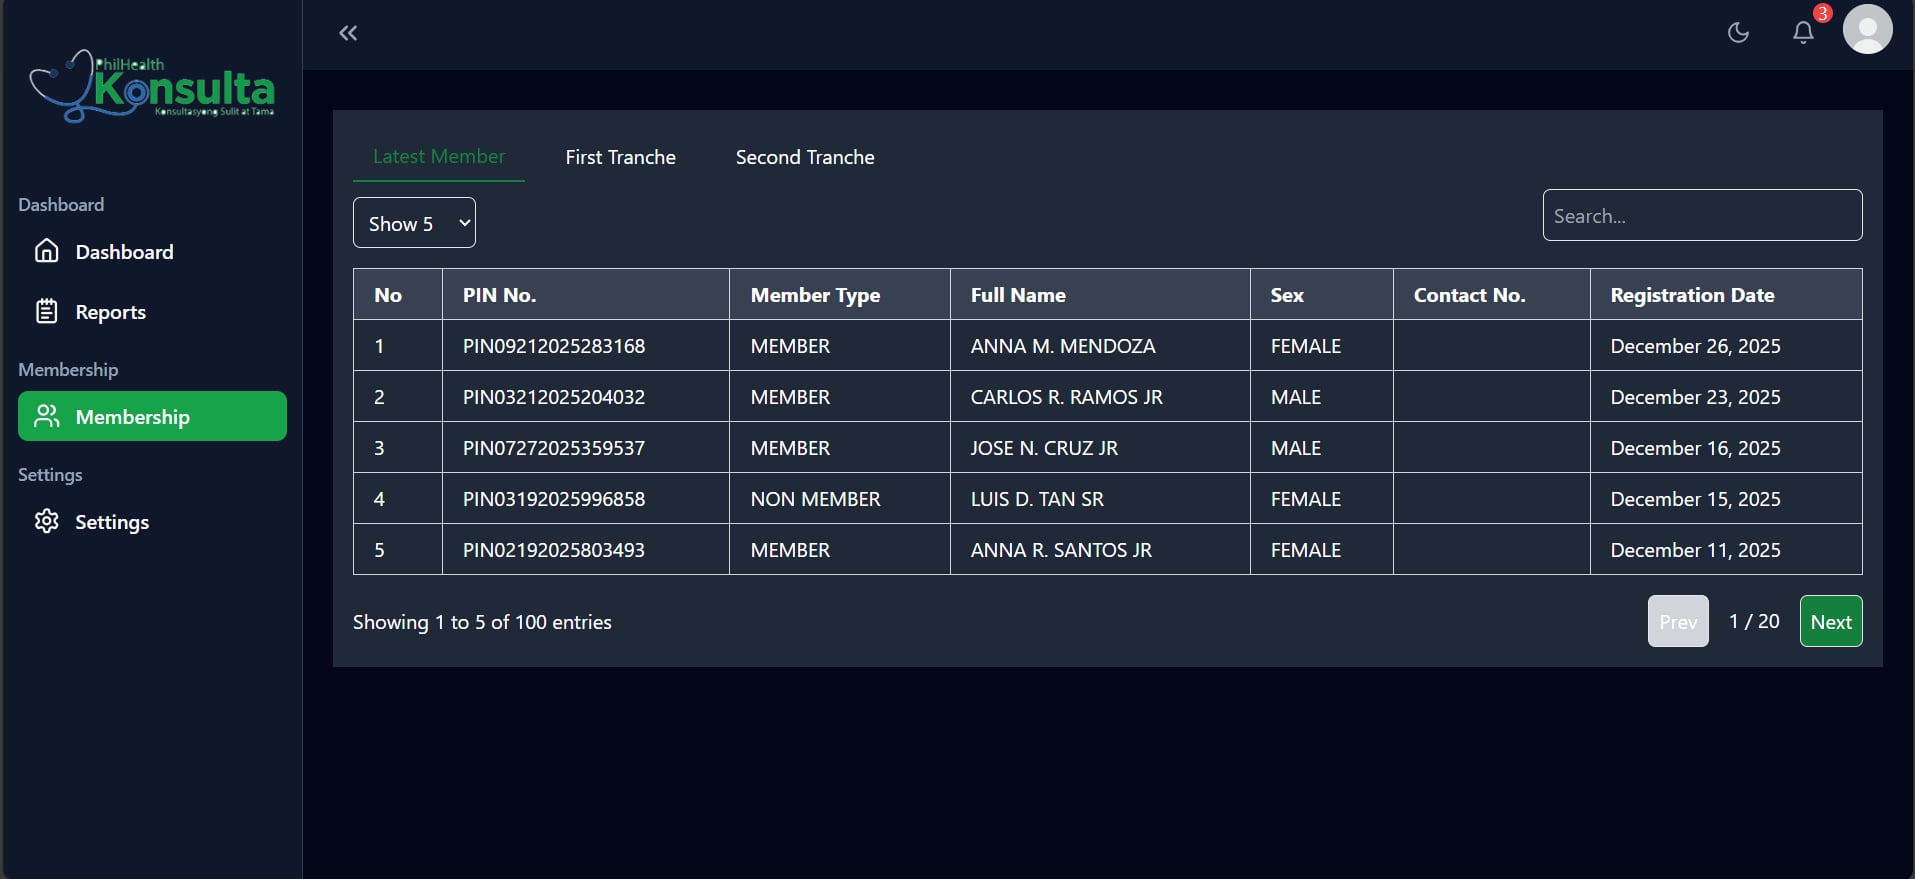 PhilHealth
Konsulta
Konsultasyong Sulit at Tama
3
Dashboard
Dashboard
Reports
Membership
Membership
Settings
Settings
Latest Member First Tranche Second Tranche
Show 5 Search...
No PIN No. Member Type Full Name Sex Contact No. Registration Date
1 PIN09212025283168 MEMBER ANNA M. MENDOZA FEMALE December 26, 2025
2 PIN03212025204032 MEMBER CARLOS R. RAMOS JR MALE December 23, 2025
3 PIN07272025359537 MEMBER JOSE N. CRUZ JR MALE December 16, 2025
4 PIN03192025996858 NON MEMBER LUIS D. TAN SR FEMALE December 15, 2025
5 PIN02192025803493 MEMBER ANNA R. SANTOS JR FEMALE December 11, 2025
Showing 1 to 5 of 100 entries Prev 1 / 20 Next